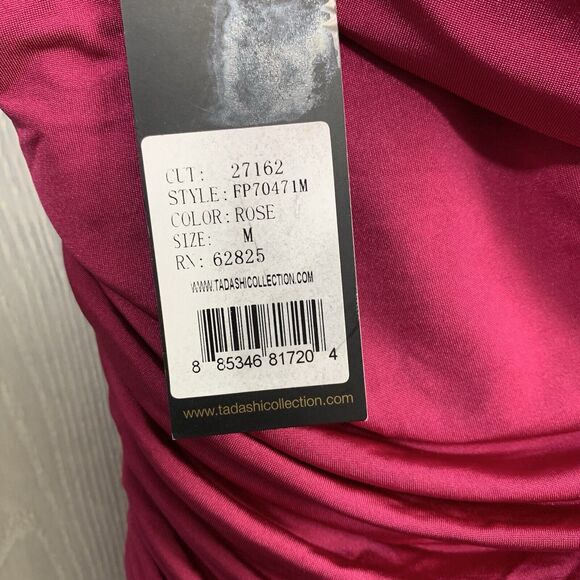 CUT: 27162
STYLE: FP70471M
COLOR: ROSE
SIZE: M
RN: 62825
WWW.TADASHICOLLECTION.COM
8 85346 81720 4
www.tadashicollection.com